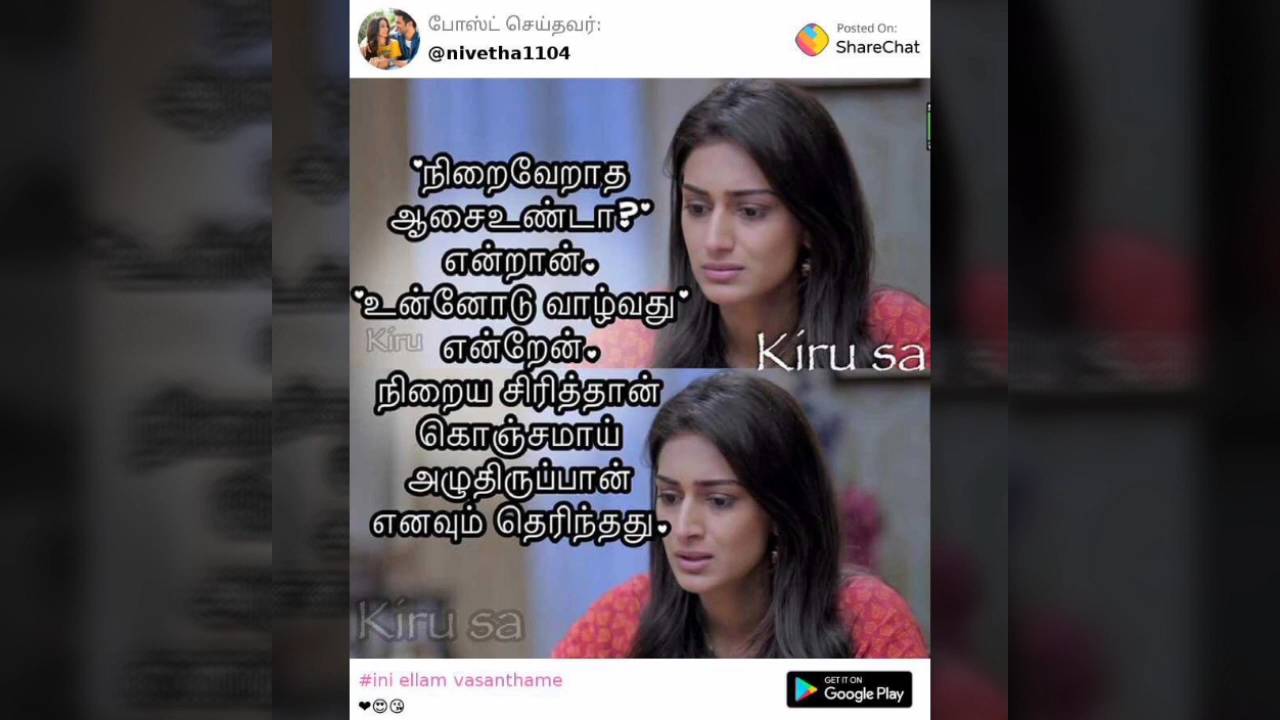 போஸ்ட் செய்தவர்:
@nivetha1104
Posted On:
ShareChat
"நிறைவேறாத
ஆசைஉண்டா?"
என்றான்.
"உன்னோடு வாழ்வது"
என்றேன்.
நிறைய சிரித்தான்
கொஞ்சமாய்
அழுதிருப்பான்
எனவும் தெரிந்தது.
Kiru
Kiru sa
Kiru sa
#ini ellam vasanthame
❤😍😘
GET IT ON
Google Play